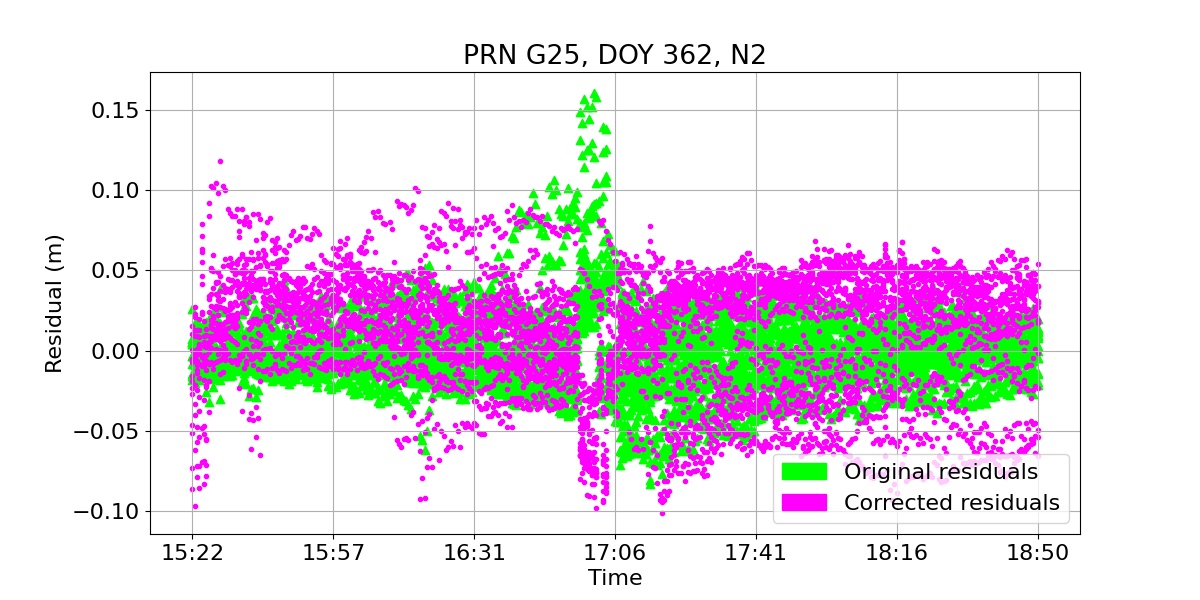 PRN G25, DOY 362, N2
Residual (m)
0.15
0.10
0.05
0.00
−0.05
−0.10
Original residuals
Corrected residuals
15:22 15:57 16:31 17:06 17:41 18:16 18:50
Time